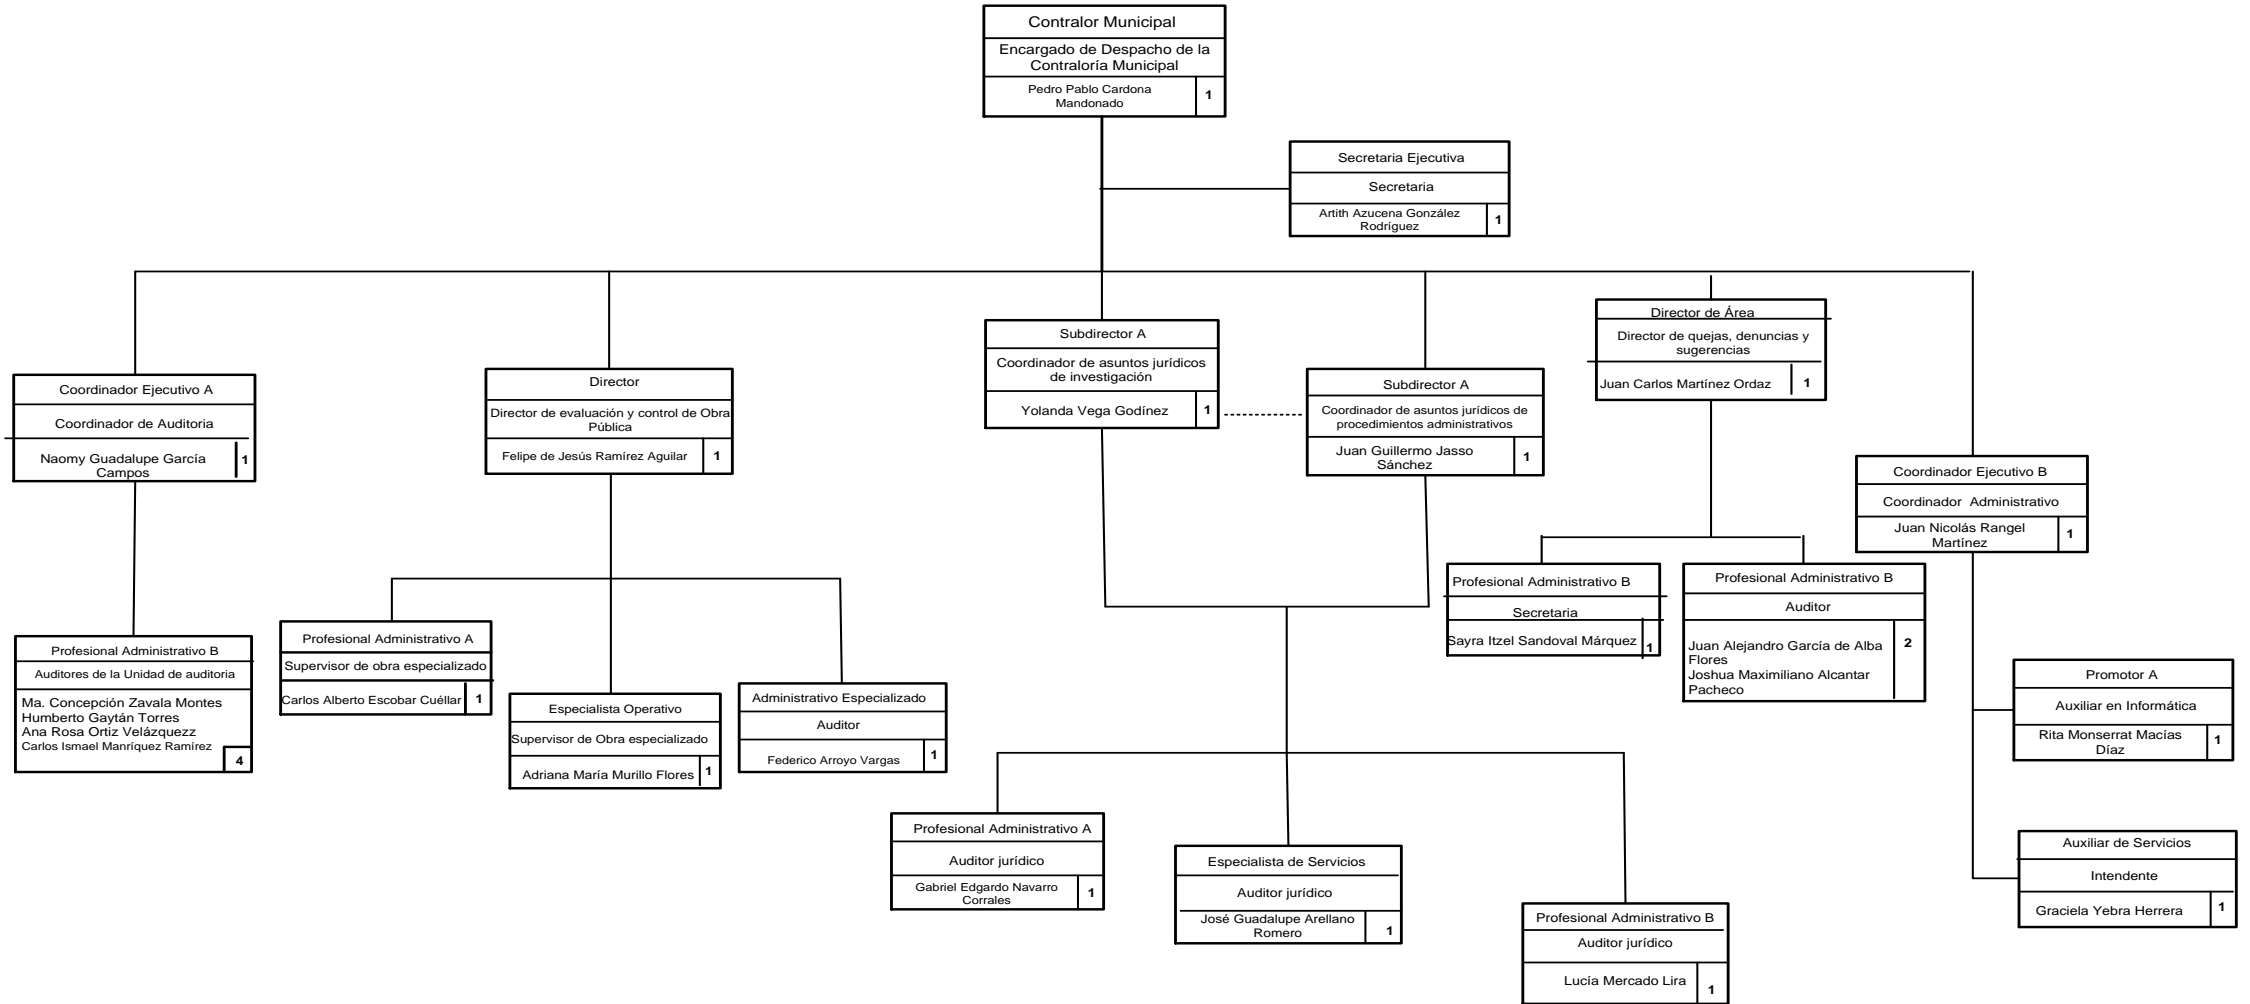 Contralor Municipal
Encargado de Despacho de la
Contraloría Municipal
Pedro Pablo Cardona
Mandonado
1
Secretaria Ejecutiva
Secretaria
Artith Azucena González
Rodríguez
1
Coordinador Ejecutivo A
Coordinador de Auditoria
Naomy Guadalupe García
Campos
1
Director
Director de evaluación y control de Obra
Pública
Felipe de Jesús Ramírez Aguilar
1
Subdirector A
Coordinador de asuntos jurídicos
de investigación
Yolanda Vega Godínez
1
Subdirector A
Coordinador de asuntos jurídicos de
procedimientos administrativos
Juan Guillermo Jasso
Sánchez
1
Director de Área
Director de quejas, denuncias y
sugerencias
Juan Carlos Martínez Ordaz
1
Coordinador Ejecutivo B
Coordinador Administrativo
Juan Nicolás Rangel
Martínez
1
Profesional Administrativo B
Auditores de la Unidad de auditoria
Ma. Concepción Zavala Montes
Humberto Gaytán Torres
Ana Rosa Ortiz Velázquezz
Carlos Ismael Manríquez Ramírez
4
Profesional Administrativo A
Supervisor de obra especializado
Carlos Alberto Escobar Cuéllar
1
Especialista Operativo
Supervisor de Obra especializado
Adriana María Murillo Flores
1
Administrativo Especializado
Auditor
Federico Arroyo Vargas
1
Profesional Administrativo A
Auditor jurídico
Gabriel Edgardo Navarro
Corrales
1
Especialista de Servicios
Auditor jurídico
José Guadalupe Arellano
Romero
1
Profesional Administrativo B
Auditor jurídico
Lucía Mercado Lira
1
Profesional Administrativo B
Secretaria
Sayra Itzel Sandoval Márquez
1
Profesional Administrativo B
Auditor
Juan Alejandro García de Alba
Flores
Joshua Maximiliano Alcantar
Pacheco
2
Promotor A
Auxiliar en Informática
Rita Monserrat Macías
Díaz
1
Auxiliar de Servicios
Intendente
Graciela Yebra Herrera
1